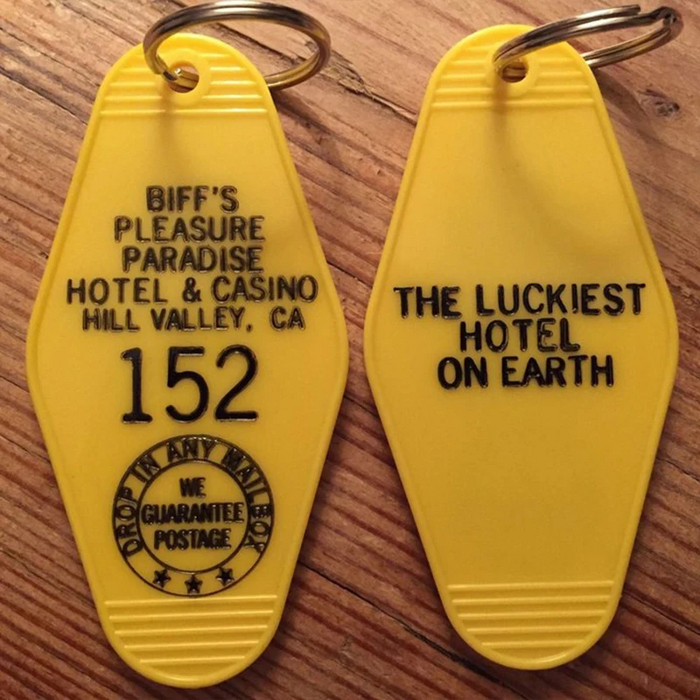 BIFF'S
PLEASURE
PARADISE
HOTEL & CASINO
HILL VALLEY, CA
152
DROP IN ANY MAILBOX
WE
GUARANTEE
POSTAGE
THE LUCKIEST
HOTEL
ON EARTH